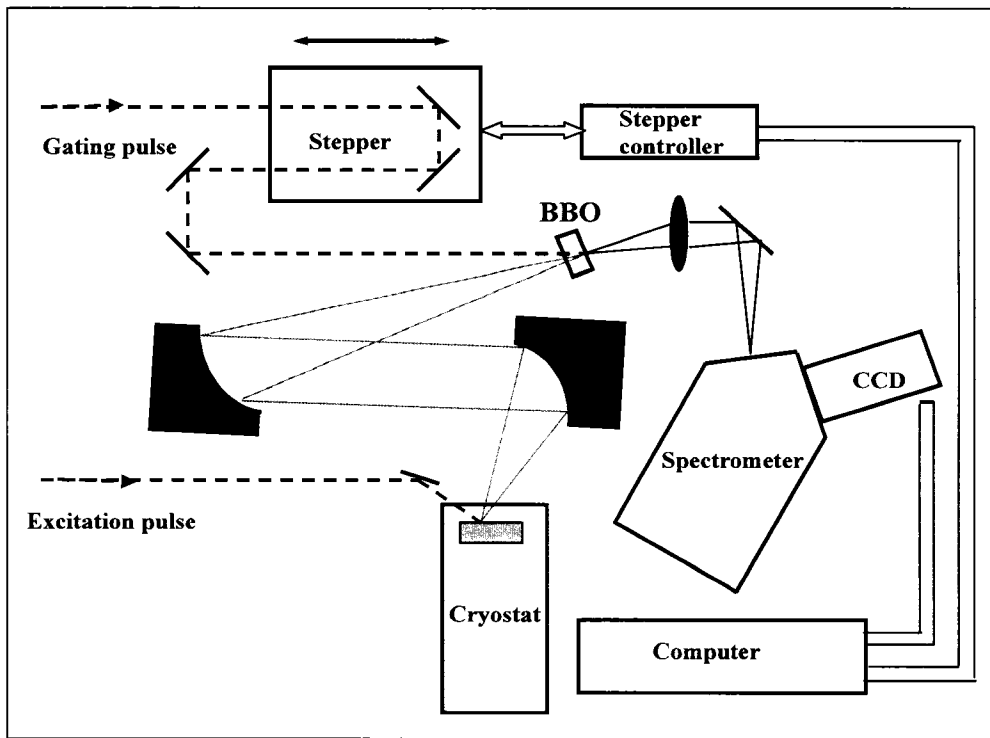 Gating pulse
Stepper
Stepper
controller
BBO
CCD
Spectrometer
Excitation pulse
Cryostat
Computer